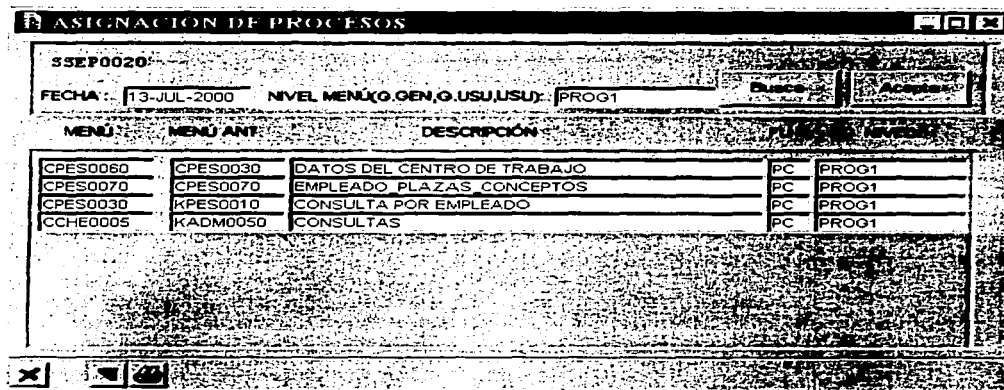 ASIGNACIÓN DE PROCESOS
SSEP0020
FECHA : 13-JUL-2000 NIVEL MENÚ(G.GEN,G.USU,USU): PROG1 Busca Aceptar
MENÚ MENÚ ANT. DESCRIPCIÓN
CPES0060 CPES0030 DATOS DEL CENTRO DE TRABAJO PC PROG1
CPES0070 CPES0070 EMPLEADO_PLAZAS_CONCEPTOS PC PROG1
CPES0030 KPES0010 CONSULTA POR EMPLEADO PC PROG1
CCHE0005 KADM0050 CONSULTAS PC PROG1